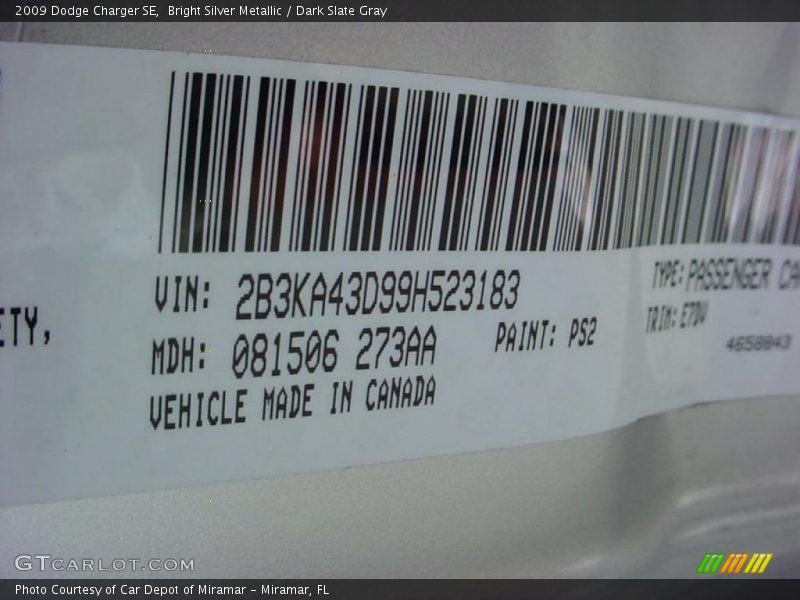 2009 Dodge Charger SE,  Bright Silver Metallic / Dark Slate Gray
VIN: 2B3KA43D99H523183
TYPE: PASSENGER CA
ETY,
MDH: 081506 273AA
PAINT: PS2
TRIM: E7DV
4658843
VEHICLE MADE IN CANADA
GTCARLOT.COM
Photo Courtesy of Car Depot of Miramar - Miramar, FL